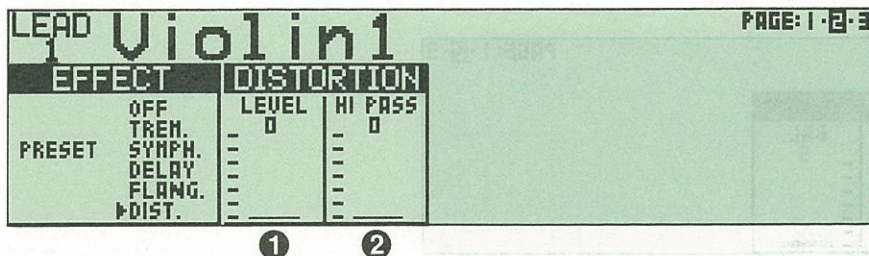 LEAD 1 Violin1 PAGE: 1 · 2 · 3
EFFECT DISTORTION
LEVEL HI PASS
OFF 0 0
TREM.
PRESET SYMPH.
DELAY
FLANG.
▶DIST.
❶ ❷